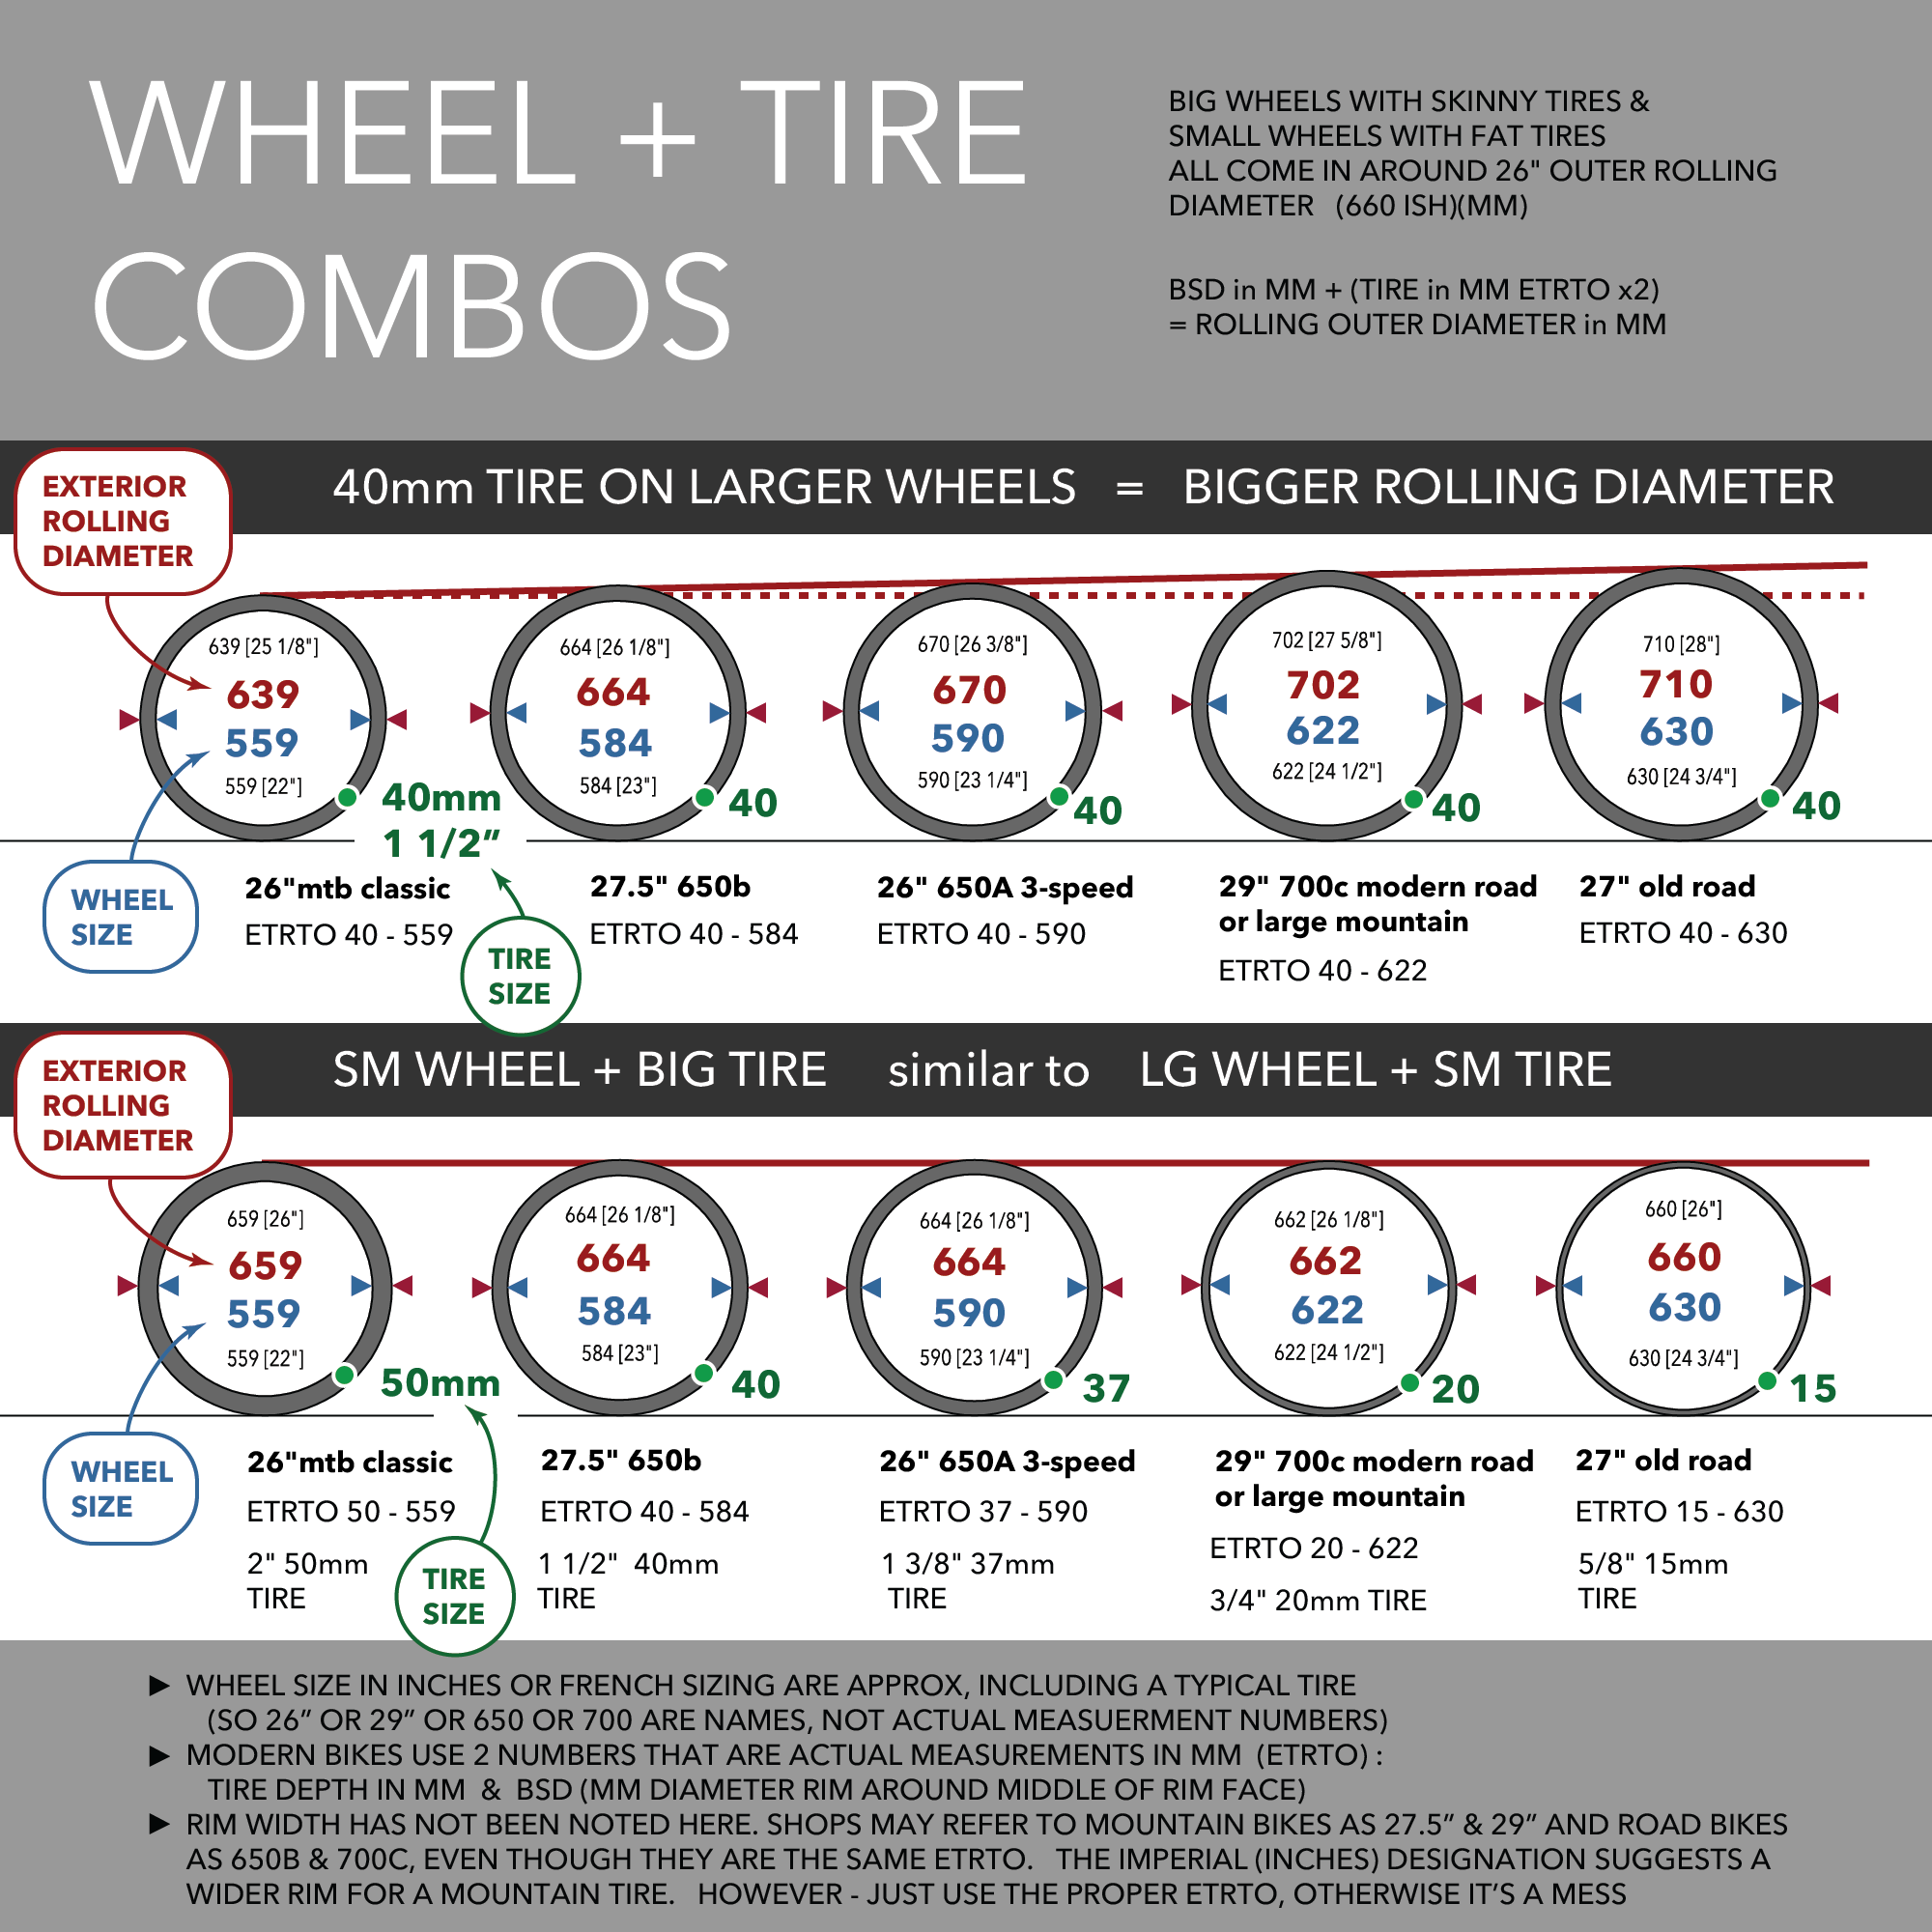 WHEEL + TIRE
COMBOS
BIG WHEELS WITH SKINNY TIRES &
SMALL WHEELS WITH FAT TIRES
ALL COME IN AROUND 26" OUTER ROLLING
DIAMETER (660 ISH)(MM)
BSD in MM + (TIRE in MM ETRTO x2)
= ROLLING OUTER DIAMETER in MM
EXTERIOR
ROLLING
DIAMETER
40mm TIRE ON LARGER WHEELS = BIGGER ROLLING DIAMETER
639 [25 1/8"]
639
559
559 [22"]
40mm
1 1/2”
664 [26 1/8"]
664
584
584 [23"]
40
670 [26 3/8"]
670
590
590 [23 1/4"]
40
702 [27 5/8"]
702
622
622 [24 1/2"]
40
710 [28"]
710
630
630 [24 3/4"]
40
WHEEL
SIZE
26"mtb classic
ETRTO 40 - 559
TIRE
SIZE
27.5" 650b
ETRTO 40 - 584
26" 650A 3-speed
ETRTO 40 - 590
29" 700c modern road
or large mountain
ETRTO 40 - 622
27" old road
ETRTO 40 - 630
EXTERIOR
ROLLING
DIAMETER
SM WHEEL + BIG TIRE similar to LG WHEEL + SM TIRE
659 [26"]
659
559
559 [22"]
50mm
664 [26 1/8"]
664
584
584 [23"]
40
664 [26 1/8"]
664
590
590 [23 1/4"]
37
662 [26 1/8"]
662
622
622 [24 1/2"]
20
660 [26"]
660
630
630 [24 3/4"]
15
WHEEL
SIZE
26"mtb classic
ETRTO 50 - 559
2" 50mm
TIRE
TIRE
SIZE
27.5" 650b
ETRTO 40 - 584
1 1/2" 40mm
TIRE
26" 650A 3-speed
ETRTO 37 - 590
1 3/8" 37mm
TIRE
29" 700c modern road
or large mountain
ETRTO 20 - 622
3/4" 20mm TIRE
27" old road
ETRTO 15 - 630
5/8" 15mm
TIRE
► WHEEL SIZE IN INCHES OR FRENCH SIZING ARE APPROX, INCLUDING A TYPICAL TIRE
(SO 26” OR 29” OR 650 OR 700 ARE NAMES, NOT ACTUAL MEASUERMENT NUMBERS)
► MODERN BIKES USE 2 NUMBERS THAT ARE ACTUAL MEASUREMENTS IN MM (ETRTO) :
TIRE DEPTH IN MM & BSD (MM DIAMETER RIM AROUND MIDDLE OF RIM FACE)
► RIM WIDTH HAS NOT BEEN NOTED HERE. SHOPS MAY REFER TO MOUNTAIN BIKES AS 27.5” & 29” AND ROAD BIKES
AS 650B & 700C, EVEN THOUGH THEY ARE THE SAME ETRTO. THE IMPERIAL (INCHES) DESIGNATION SUGGESTS A
WIDER RIM FOR A MOUNTAIN TIRE. HOWEVER - JUST USE THE PROPER ETRTO, OTHERWISE IT’S A MESS